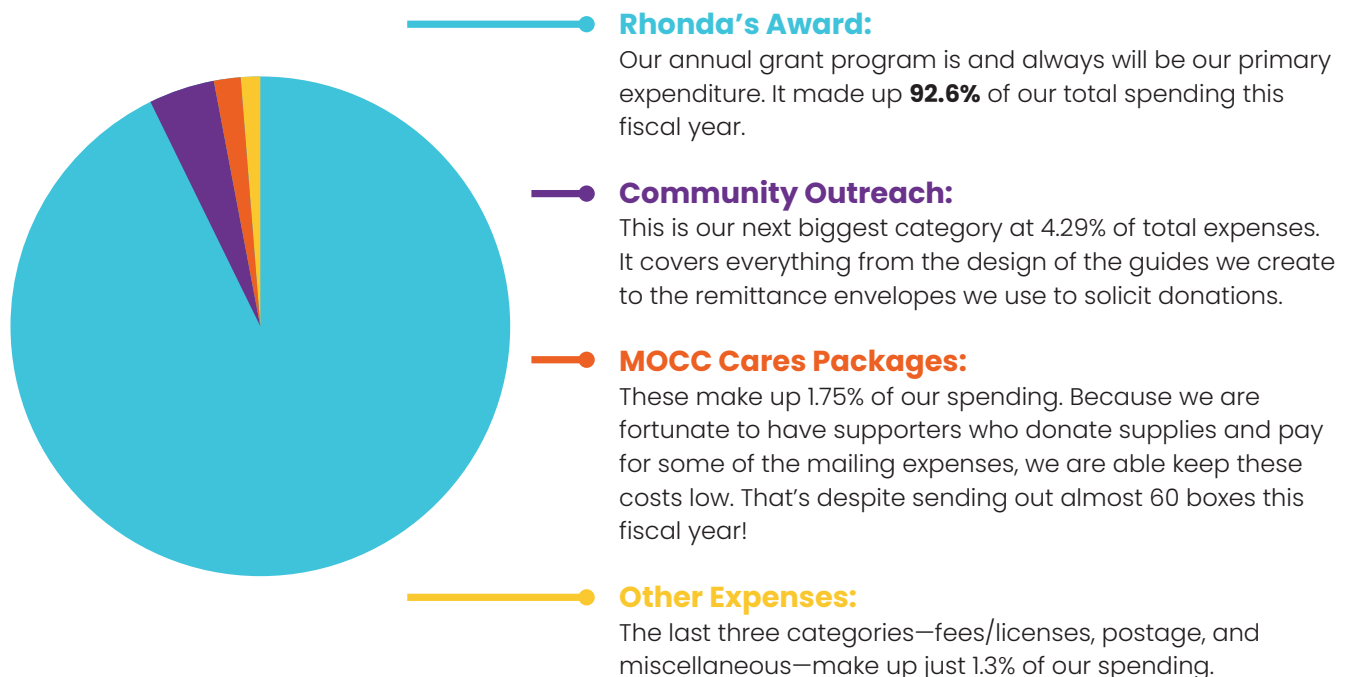 Rhonda’s Award:
Our annual grant program is and always will be our primary
expenditure. It made up 92.6% of our total spending this
fiscal year.
Community Outreach:
This is our next biggest category at 4.29% of total expenses.
It covers everything from the design of the guides we create
to the remittance envelopes we use to solicit donations.
MOCC Cares Packages:
These make up 1.75% of our spending. Because we are
fortunate to have supporters who donate supplies and pay
for some of the mailing expenses, we are able keep these
costs low. That’s despite sending out almost 60 boxes this
fiscal year!
Other Expenses:
The last three categories—fees/licenses, postage, and
miscellaneous—make up just 1.3% of our spending.